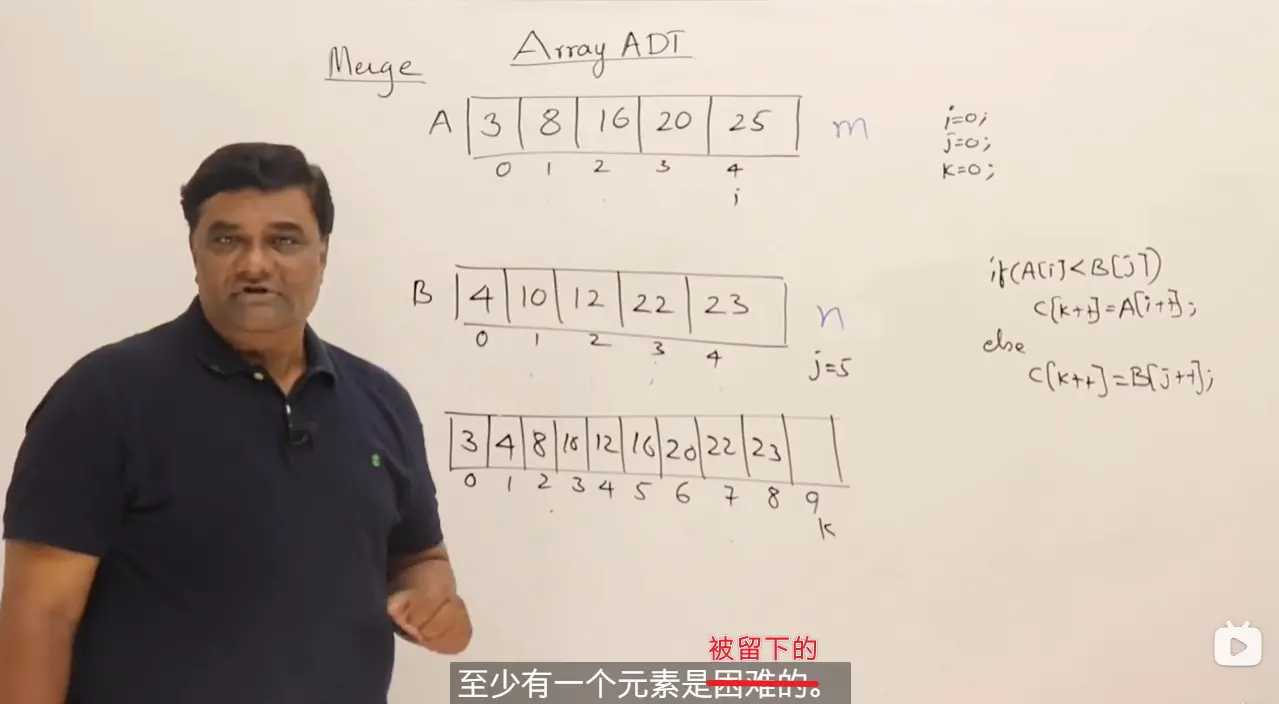 Merge
Array ADT
A 3 8 16 20 25 m
0 1 2 3 4
i
i=0;
j=0;
k=0;
B 4 10 12 22 23 n
0 1 2 3 4
j=5
if(A[i]<B[j])
C[k++]=A[i++];
else
C[k++]=B[j++];
3 4 8 10 12 16 20 22 23
0 1 2 3 4 5 6 7 8 9
k
被留下的
至少有一个元素是困难的。